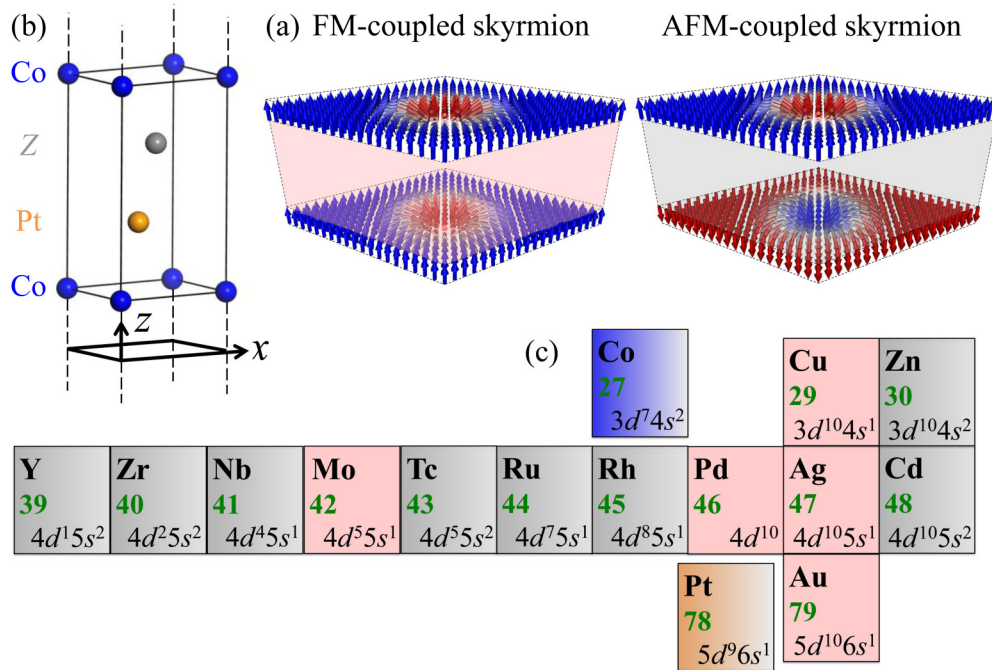 (b)
(a) FM-coupled skyrmion
AFM-coupled skyrmion
Co
Z
Pt
Co
z
x
(c)
Co
27
3d⁷4s²
Cu
29
3d¹⁰4s¹
Zn
30
3d¹⁰4s²
Y
39
4d¹5s²
Zr
40
4d²5s²
Nb
41
4d⁴5s¹
Mo
42
4d⁵5s¹
Tc
43
4d⁵5s²
Ru
44
4d⁷5s¹
Rh
45
4d⁸5s¹
Pd
46
4d¹⁰
Ag
47
4d¹⁰5s¹
Cd
48
4d¹⁰5s²
Pt
78
5d⁹6s¹
Au
79
5d¹⁰6s¹